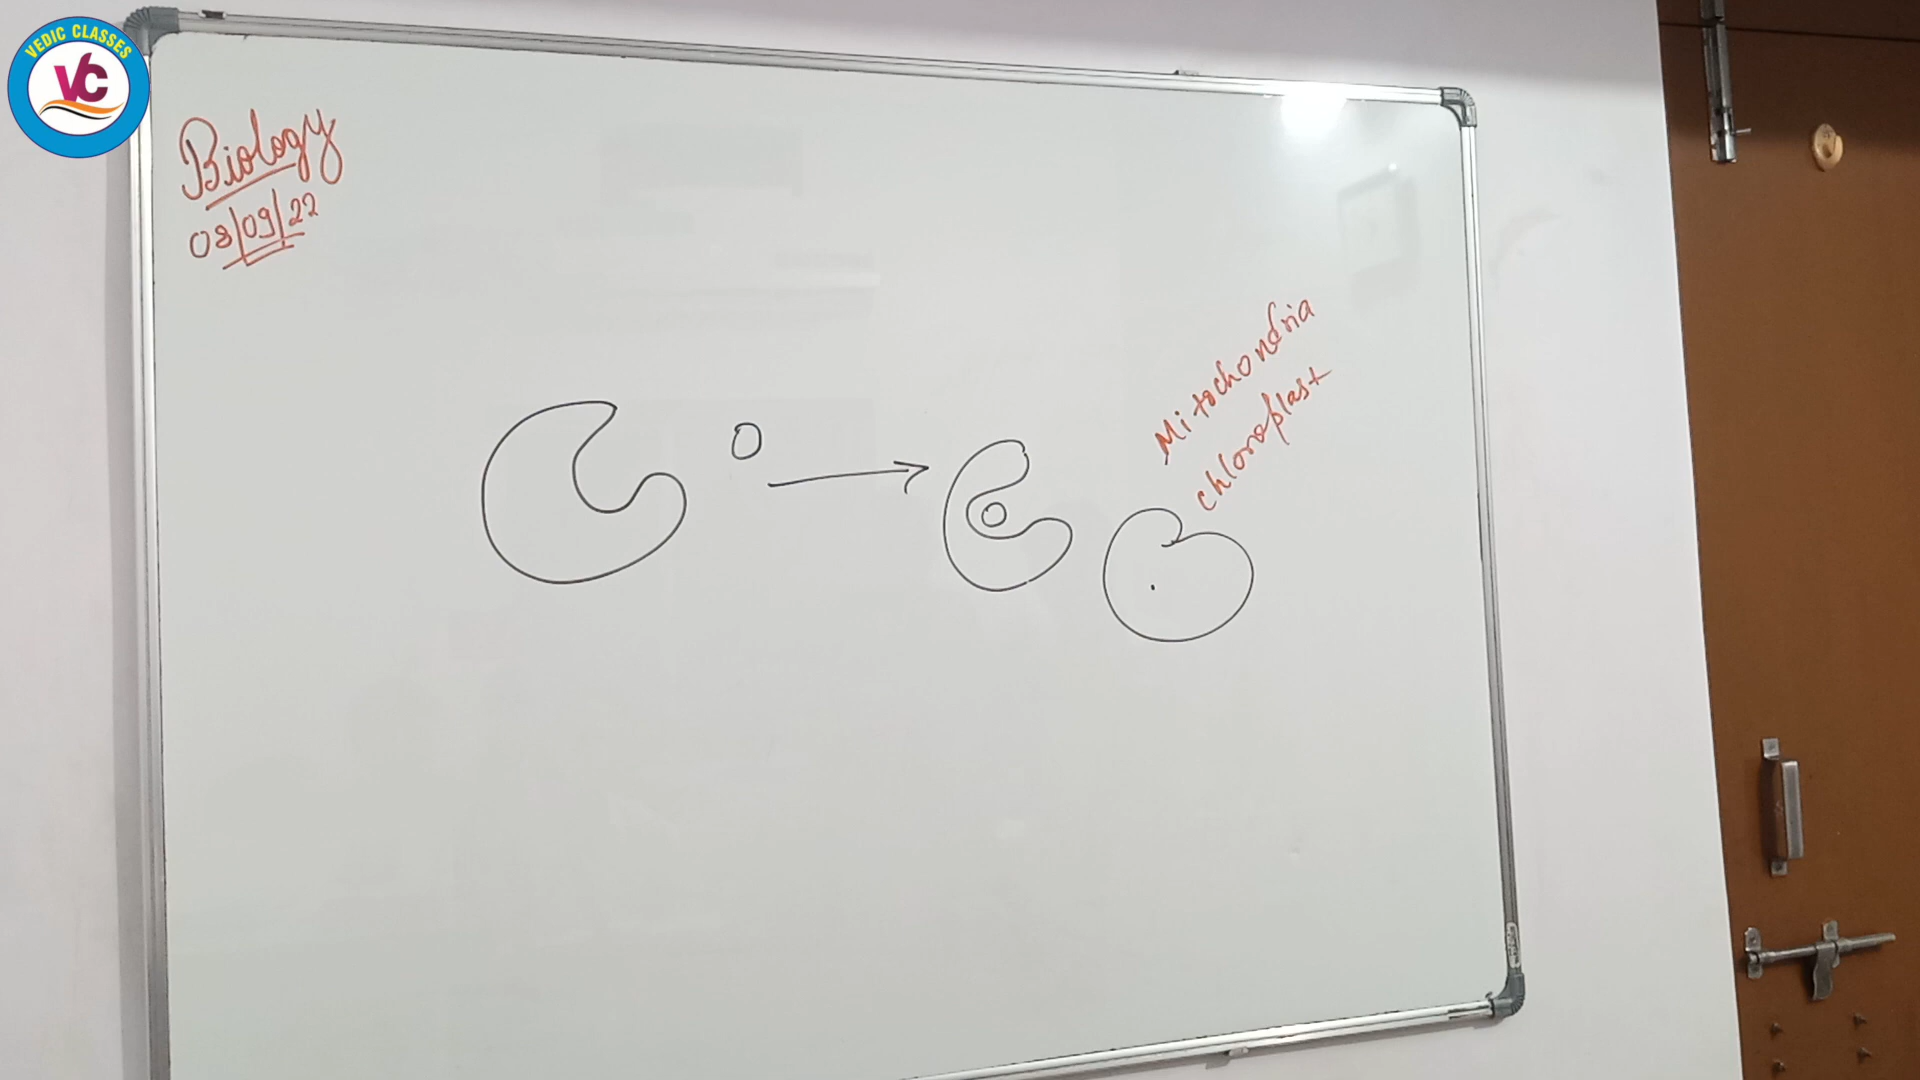 VEDIC CLASSES
VC
Biology
08/09/22
Mitochondria
chloroplast